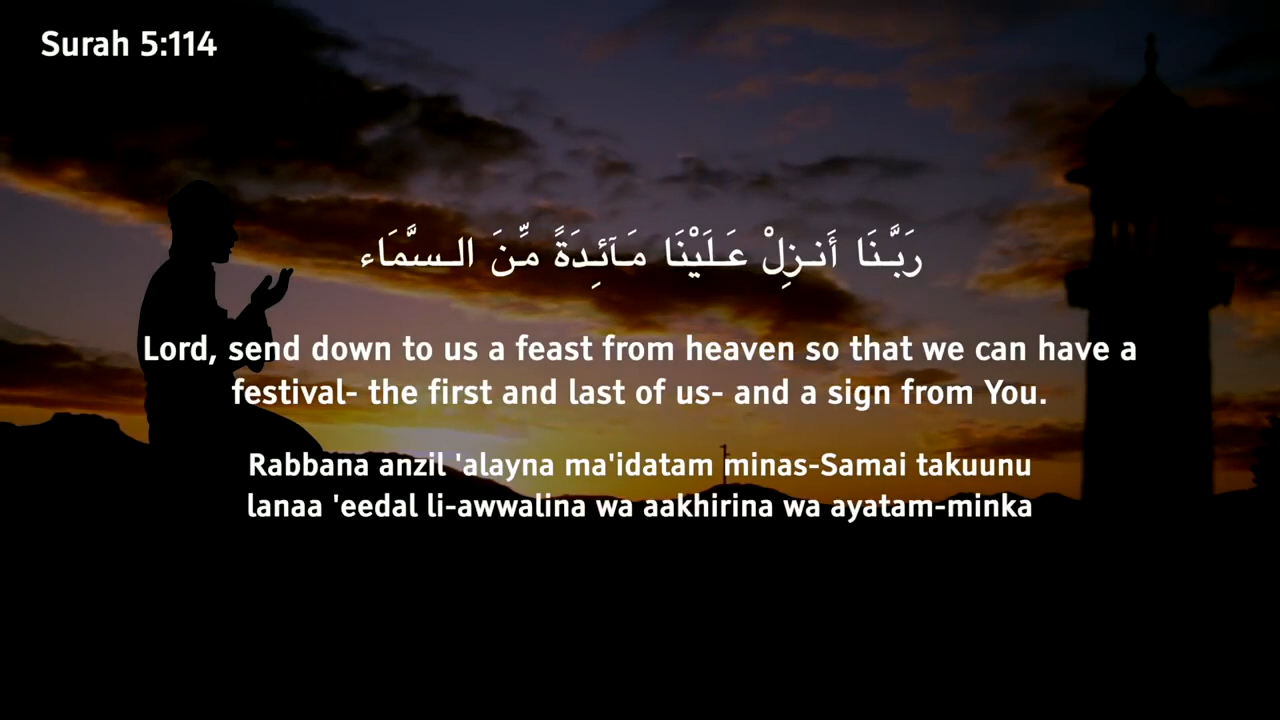 Surah 5:114
رَبَّنَا أَنزِلْ عَلَيْنَا مَآئِدَةً مِّنَ السَّمَاء
Lord, send down to us a feast from heaven so that we can have a
festival- the first and last of us- and a sign from You.
Rabbana anzil 'alayna ma'idatam minas-Samai takuunu
lanaa 'eedal li-awwalina wa aakhirina wa ayatam-minka